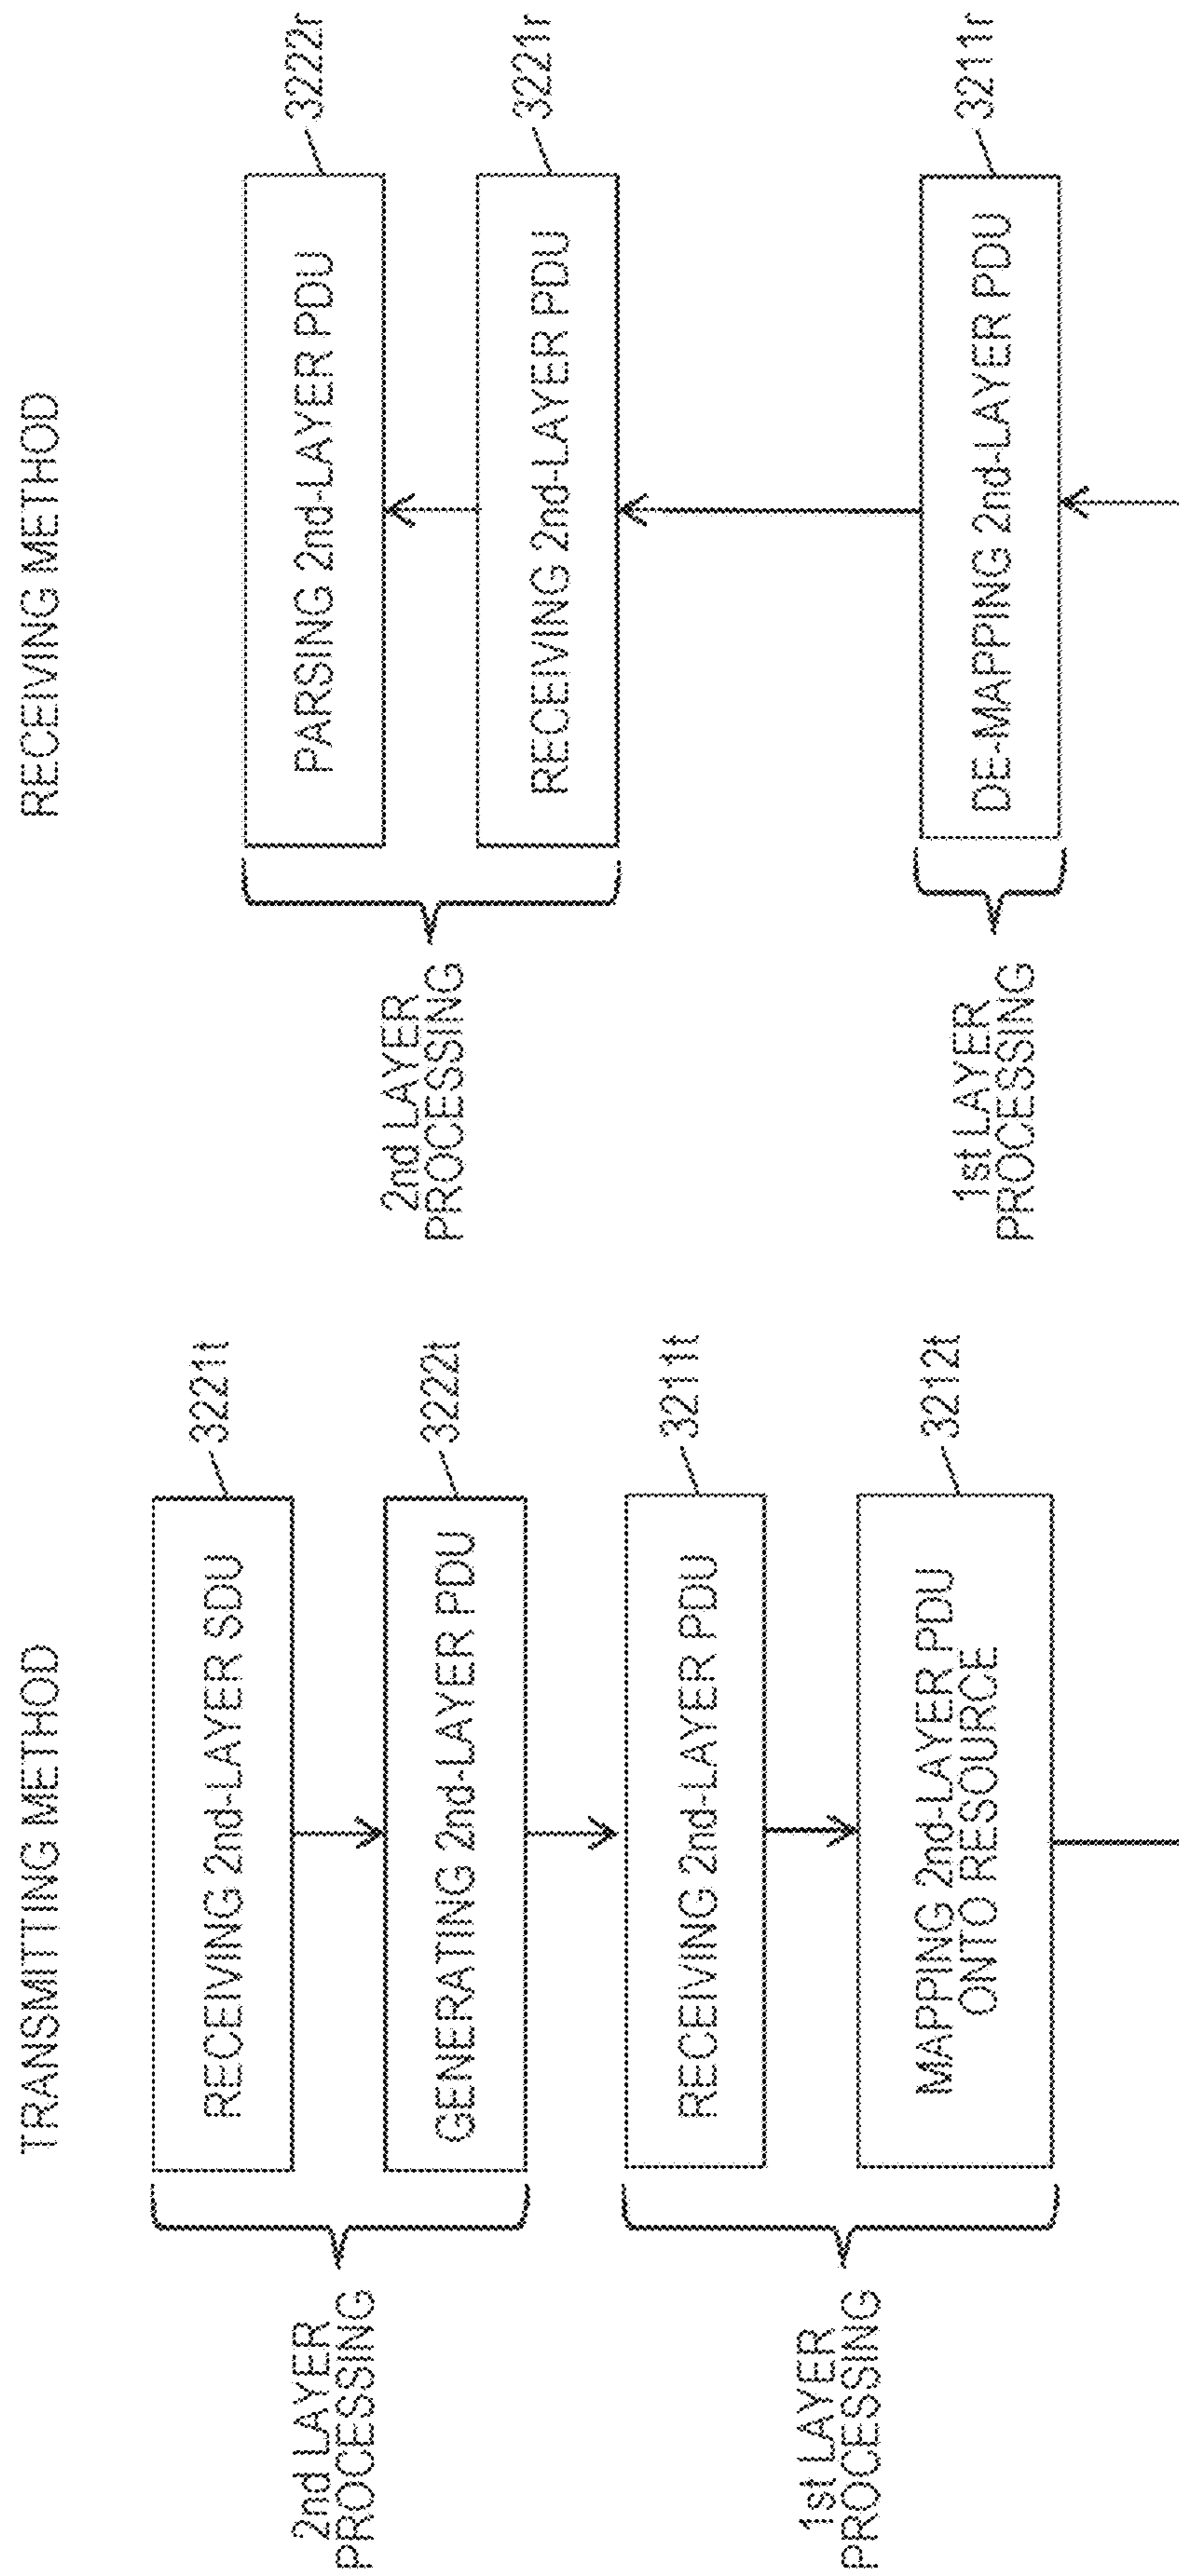 TRANSMITTING METHOD
2nd LAYER
PROCESSING
RECEIVING 2nd-LAYER SDU
3221t
GENERATING 2nd-LAYER PDU
3222t
1st LAYER
PROCESSING
RECEIVING 2nd-LAYER PDU
3211t
MAPPING 2nd-LAYER PDU
ONTO RESOURCE
3212t
RECEIVING METHOD
2nd LAYER
PROCESSING
PARSING 2nd-LAYER PDU
3222r
RECEIVING 2nd-LAYER PDU
3221r
1st LAYER
PROCESSING
DE-MAPPING 2nd-LAYER PDU
3211r